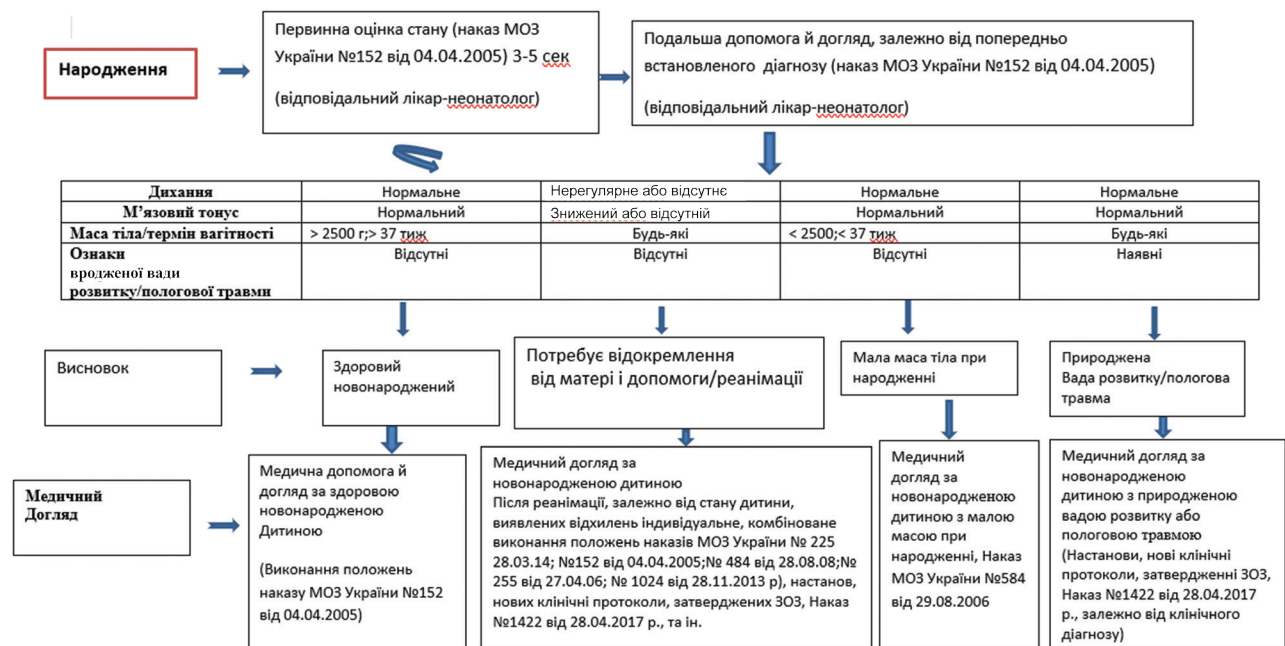 Народження
Первинна оцінка стану (наказ МОЗ
України №152 від 04.04.2005) 3-5 сек
(відповідальний лікар-неонатолог)
Подальша допомога й догляд, залежно від попередньо
встановленого діагнозу (наказ МОЗ України №152 від 04.04.2005)
(відповідальний лікар-неонатолог)
Дихання Нормальне Нерегулярне або відсутнє Нормальне Нормальне
М’язовий тонус Нормальний Знижений або відсутній Нормальний Нормальний
Маса тіла/термін вагітності > 2500 г;> 37 тиж Будь-які < 2500;< 37 тиж Будь-які
Ознаки Відсутні Відсутні Відсутні Наявні
вродженої вади
розвитку/пологової травми
Висновок
Здоровий
новонароджений
Потребує відокремлення
від матері і допомоги/реанімації
Мала маса тіла при
народженні
Природжена
Вада розвитку/пологова
травма
Медичний
Догляд
Медична допомога й
догляд за здоровою
новонародженою
Дитиною
(Виконання положень
наказу МОЗ України №152
від 04.04.2005)
Медичний догляд за
новонародженою дитиною
Після реанімації, залежно від стану дитини,
виявлених відхилень індивідуальне, комбіноване
виконання положень наказів МОЗ України № 225
28.03.14; №152 від 04.04.2005;№ 484 від 28.08.08;№
255 від 27.04.06; № 1024 від 28.11.2013 р), настанов,
нових клінічні протоколи, затверджених ЗОЗ, Наказ
№1422 від 28.04.2017 р., та ін.
Медичний
догляд за
новонародженою
дитиною з малою
масою при
народженні, Наказ
МОЗ України №584
від 29.08.2006
Медичний догляд за
новонародженою
дитиною з природженою
вадою розвитку або
пологовою травмою
(Настанови, нові клінічні
протоколи, затвердженні ЗОЗ,
Наказ №1422 від 28.04.2017
р., залежно від клінічного
діагнозу)